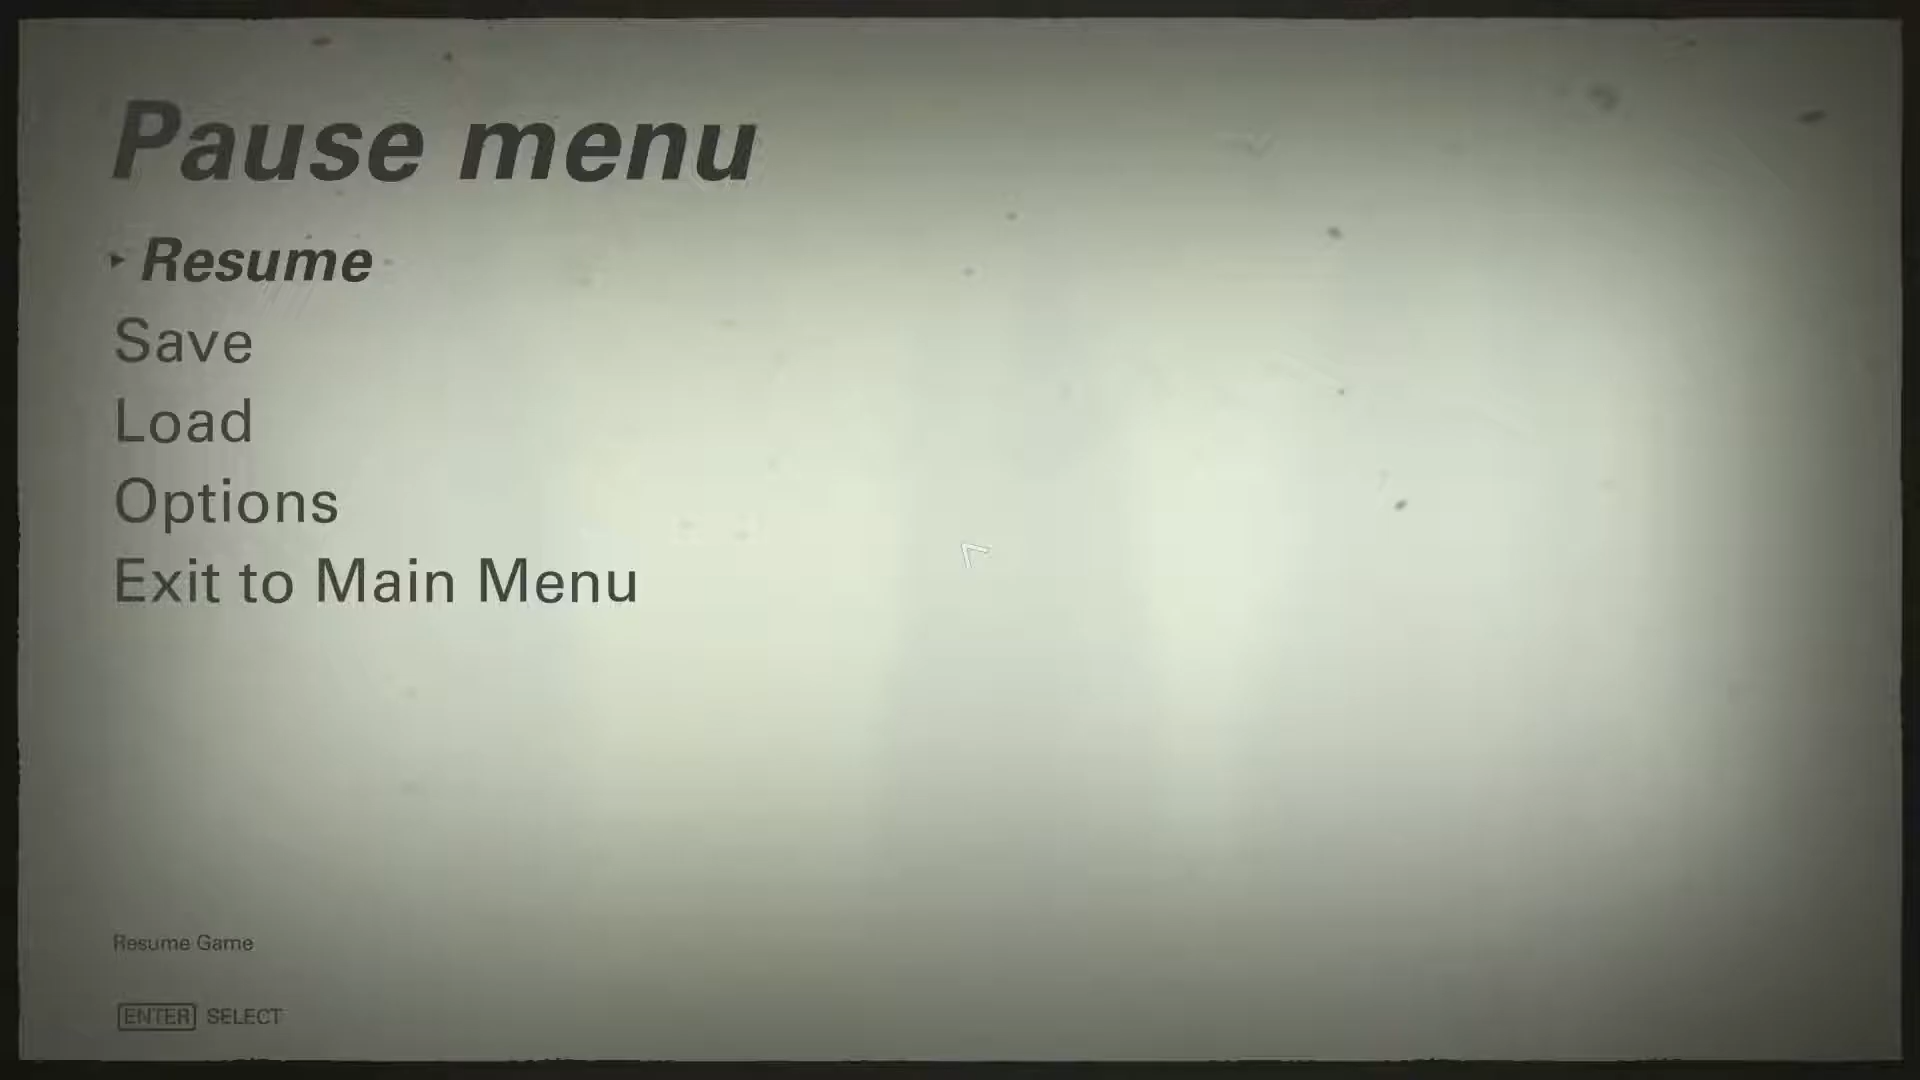 Pause menu
Resume
Save
Load
Options
Exit to Main Menu
Resume Game
ENTER SELECT